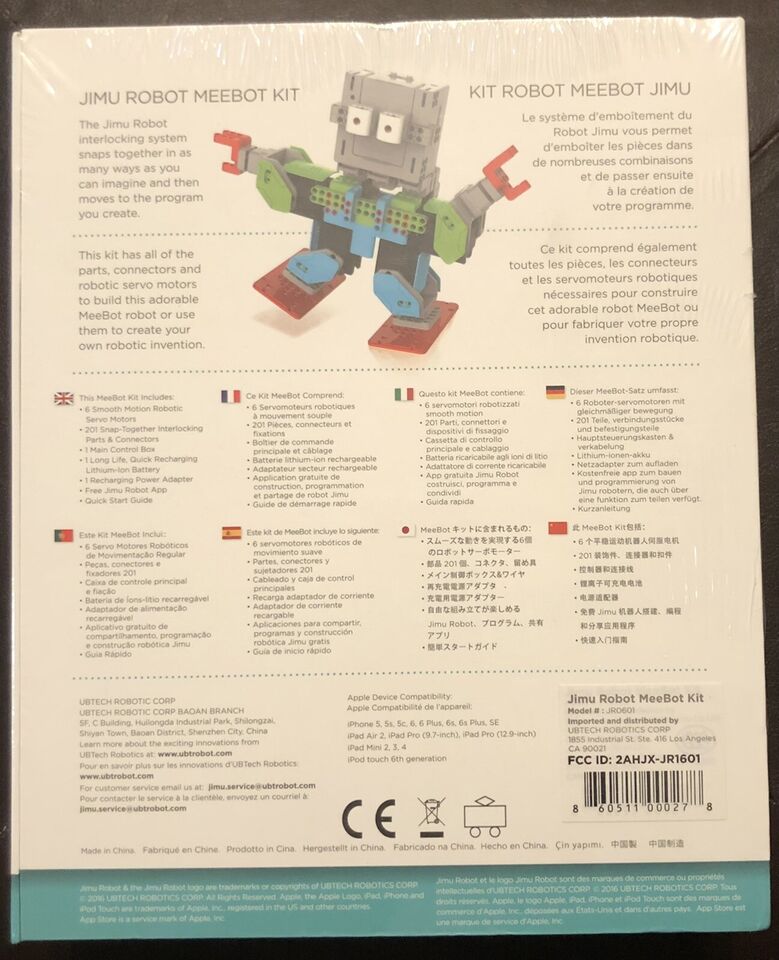 JIMU ROBOT MEEBOT KIT
The Jimu Robot
interlocking system
snaps together in as
many ways as you
can imagine and then
moves to the program
you create.
This kit has all of the
parts, connectors and
robotic servo motors
to build this adorable
MeeBot robot or use
them to create your
own robotic invention.
KIT ROBOT MEEBOT JIMU
Le système d'emboîtement du
Robot Jimu vous permet
d'emboîter les pièces dans
de nombreuses combinaisons
et de passer ensuite
à la création de
votre programme.
Ce kit comprend également
toutes les pièces, les connecteurs
et les servomoteurs robotiques
nécessaires pour construire
cet adorable robot MeeBot ou
pour fabriquer votre propre
invention robotique.
This MeeBot Kit Includes:
• 6 Smooth Motion Robotic
Servo Motors
• 201 Snap-Together Interlocking
Parts & Connectors
• 1 Main Control Box
• 1 Long Life, Quick Recharging
Lithium-Ion Battery
• 1 Recharging Power Adapter
• Free Jimu Robot App
• Quick Start Guide
Ce Kit MeeBot Comprend:
• 6 Servomoteurs robotiques
à mouvement souple
• 201 Pièces, connecteurs et
fixations
• Boîtier de commande
principale et câblage
• Batterie lithium-ion rechargeable
• Adaptateur secteur rechargeable
• Application gratuite de
construction, programmation
et partage de robot Jimu
• Guide de démarrage rapide
Questo kit MeeBot contiene:
• 6 servomotori robotizzati
smooth motion
• 201 Parti, connettori e
dispositivi di fissaggio
• Cassetta di controllo
principale e cablaggio
• Batteria ricaricabile agli ioni di litio
• Adattatore di corrente ricaricabile
• App gratuita Jimu Robot
costruisci, programma e
condividi
• Guida rapida
Dieser MeeBot-Satz umfasst:
• 6 Roboter-servomotoren mit
gleichmäßiger bewegung
• 201 Teile, verbindungsstücke
und befestigungsteile
• Hauptsteuerungskasten &
verkabelung
• Lithium-ionen-akku
• Netzadapter zum aufladen
• Kostenfreie app zum bauen
und programmierung von
Jimu robotern, die auch über
eine funktion zum teilen verfügt.
• Kurzanleitung
Este Kit MeeBot Inclui:
• 6 Servo Motores Robóticos
de Movimentação Regular
• Peças, conectores e
fixadores 201
• Caixa de controle principal
e fiação
• Bateria de íons-lítio recarregável
• Adaptador de alimentação
recarregável
• Aplicativo gratuito de
compartilhamento, programação
e construção robótica Jimu
• Guia Rápido
Este kit de MeeBot incluye lo siguiente:
• 6 servomotores robóticos de
movimiento suave
• Partes, conectores y
sujetadores 201
• Cableado y caja de control
principales
• Recarga adaptador de corriente
• Adaptador de corriente
recargable
• Aplicaciones para compartir,
programas y construcción
robótica Jimu gratis
• Guía de inicio rápido
MeeBot キットに含まれるもの:
• スムーズな動きを実現する6個
のロボットサーボモーター
• 部品 201個、コネクタ、留め具
• メイン制御ボックス&ワイヤ
• 再充電電源アダプタ 、
• 充電用電源アダプター
• 自由な組み立てが楽しめる
Jimu Robot、プログラム、共有
アプリ
• 簡単スタートガイド
此 MeeBot Kit包括:
• 6 个平稳运动机器人伺服电机
• 201 装饰件、连接器和扣件
• 控制器和连接线
• 锂离子可充电电池
• 电源适配器
• 免费 Jimu 机器人搭建、编程
和分享应用程序
• 快速入门指南
UBTECH ROBOTIC CORP
UBTECH ROBOTIC CORP BAOAN BRANCH
5F, C Building, Huilongda Industrial Park, Shilongzai,
Shiyan Town, Baoan District, Shenzhen City, China
Learn more about the exciting innovations from
UBTech Robotics at: www.ubtrobot.com
Pour en savoir plus sur les innovations d'UBTech Robotics:
www.ubtrobot.com
For customer service email us at: jimu.service@ubtrobot.com
Pour contacter le service à la clientèle, envoyez un courriel à:
jimu.service@ubtrobot.com
Apple Device Compatibility:
Apple Compatibilité de l'appareil:
iPhone 5, 5s, 5c, 6, 6 Plus, 6s, 6s Plus, SE
iPad Air 2, iPad Pro (9.7-inch), iPad Pro (12.9-inch)
iPad Mini 2, 3, 4
iPod touch 6th generation
CE
Jimu Robot MeeBot Kit
Model # : JR0601
Imported and distributed by
UBTECH ROBOTICS CORP
1855 Industrial St. Ste. 416 Los Angeles
CA 90021
FCC ID: 2AHJX-JR1601
8 60511 00027 8
Made in China. Fabriqué en Chine. Prodotto in Cina. Hergestellt in China. Fabricado na China. Hecho en China. Çin yapımı. 中国製 中国制造
Jimu Robot & the Jimu Robot logo are trademarks or copyrights of UBTECH ROBOTICS CORP.
© 2016 UBTECH ROBOTICS CORP. All Rights Reserved. Apple, the Apple Logo, iPad, iPhone and
iPod Touch are trademarks of Apple, Inc., registered in the US and other countries.
App Store is a service mark of Apple, Inc.
Jimu Robot et le logo Jimu Robot sont des marques de commerce ou propriétés
intellectuelles d'UBTECH ROBOTICS CORP. © 2016 UBTECH ROBOTICS CORP. Tous
droits réservés. Apple, le logo Apple, iPad, iPhone et iPod Touch sont des marques de
commerce d'Apple, Inc., déposées aux États-Unis et dans d'autres pays. App Store est
une marque de service d'Apple, Inc.